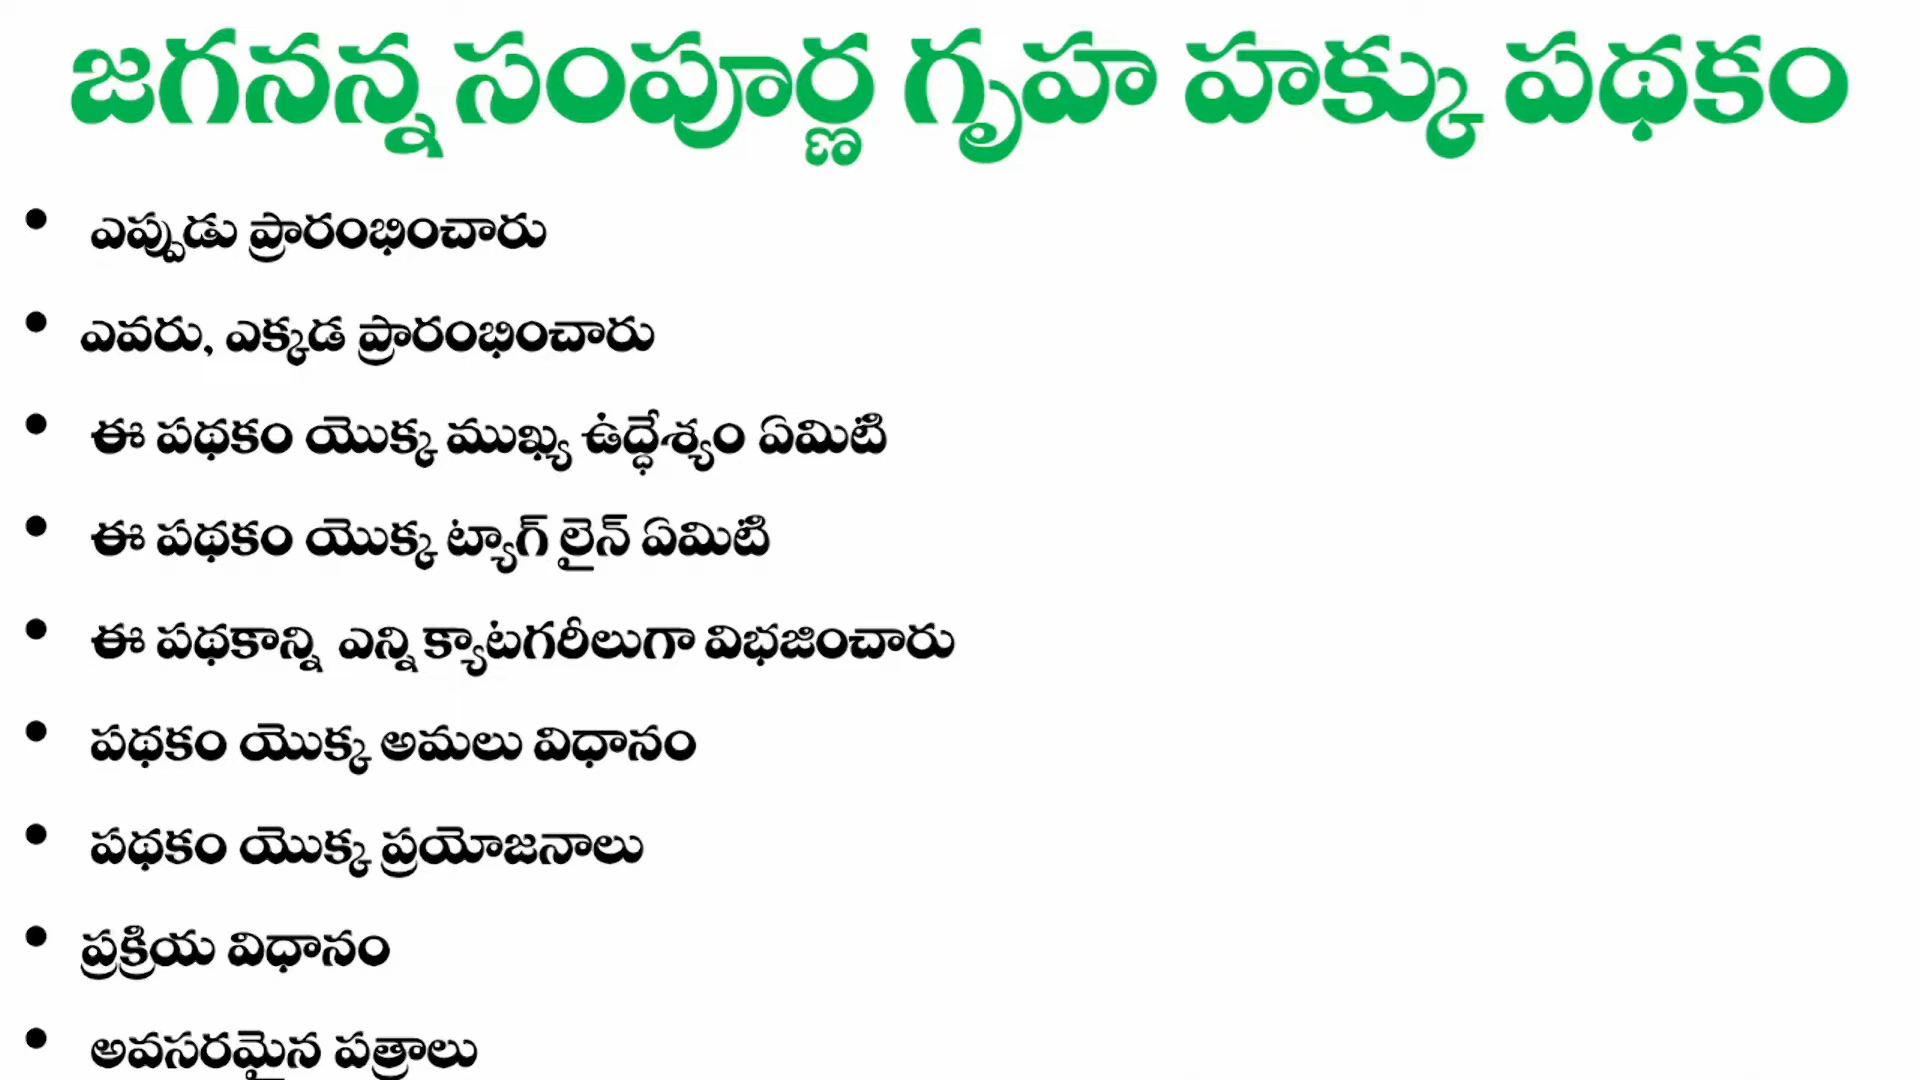 జగనన్న సంపూర్ణ గృహ హక్కు పథకం
• ఎప్పుడు ప్రారంభించారు
• ఎవరు, ఎక్కడ ప్రారంభించారు
• ఈ పథకం యొక్క ముఖ్య ఉద్ధేశ్యం ఏమిటి
• ఈ పథకం యొక్క ట్యాగ్ లైన్ ఏమిటి
• ఈ పథకాన్ని ఎన్ని క్యాటగరీలుగా విభజించారు
• పథకం యొక్క అమలు విధానం
• పథకం యొక్క ప్రయోజనాలు
• ప్రక్రియ విధానం
• అవసరమైన పత్రాలు